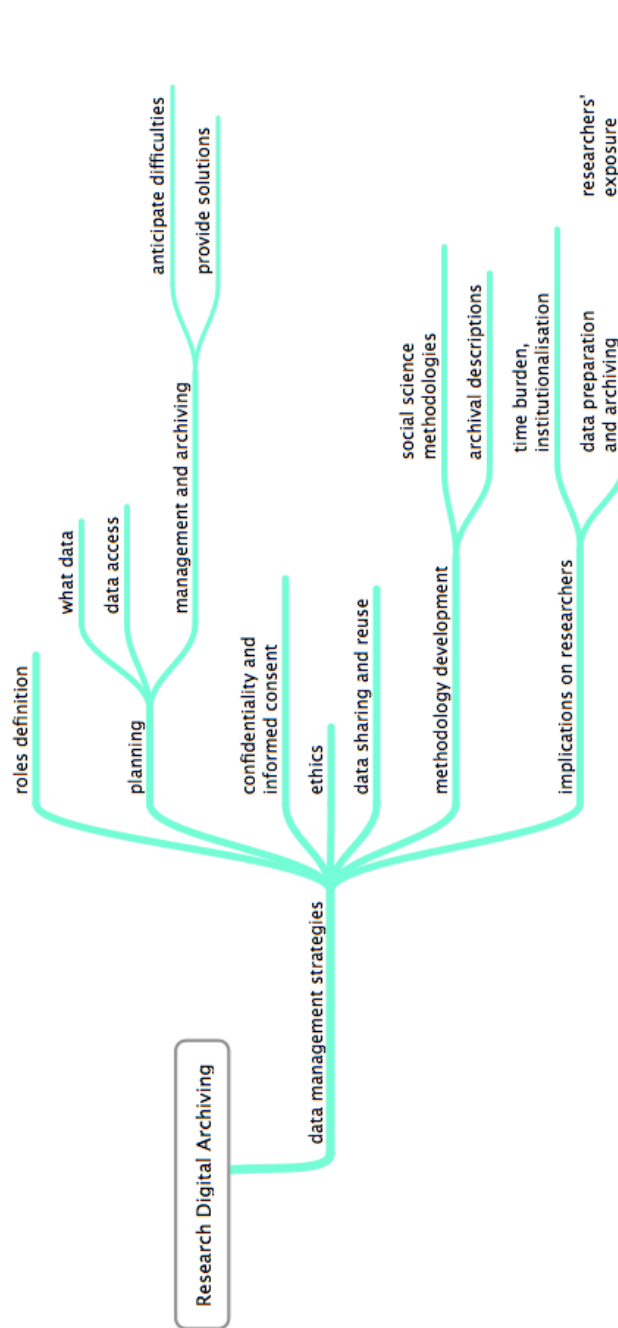 Research Digital Archiving
data management strategies
roles definition
planning
what data
data access
management and archiving
anticipate difficulties
provide solutions
confidentiality and
informed consent
ethics
data sharing and reuse
methodology development
social science
methodologies
archival descriptions
implications on researchers
time burden,
institutionalisation
data preparation
and archiving
researchers'
exposure